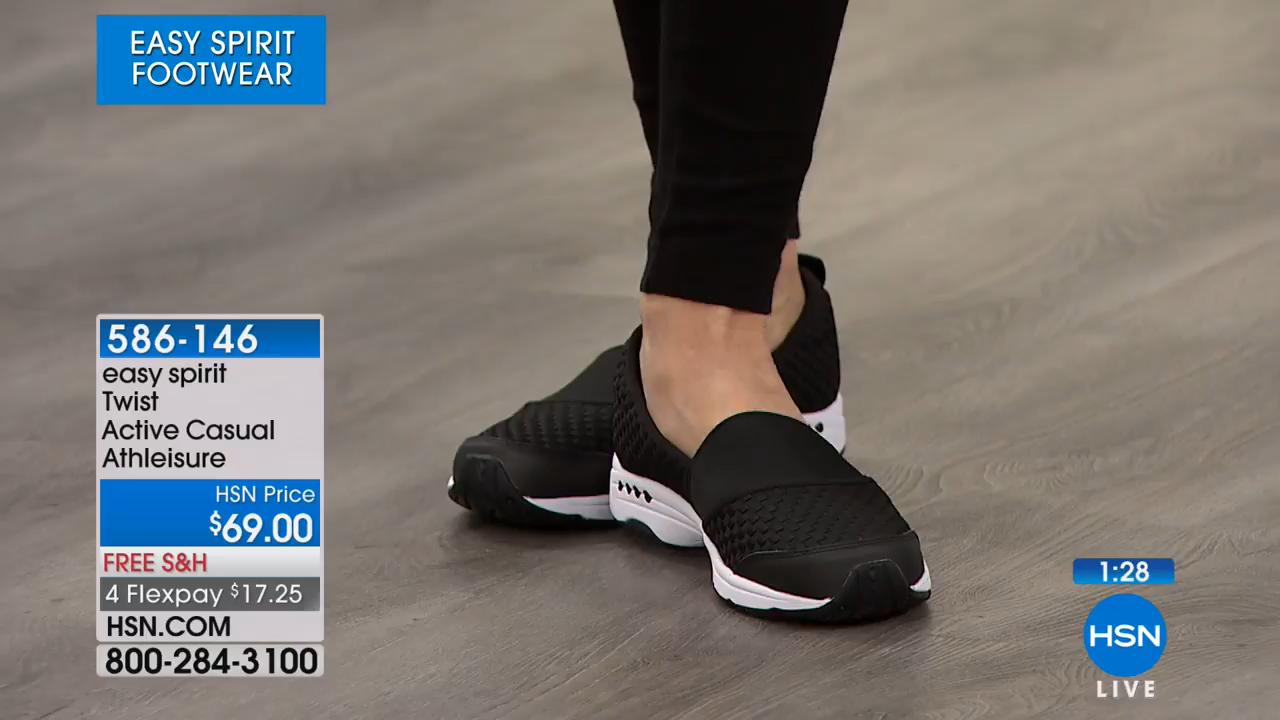 EASY SPIRIT
FOOTWEAR
586-146
easy spirit
Twist
Active Casual
Athleisure
HSN Price
$69.00
FREE S&H
4 Flexpay $17.25
HSN.COM
800-284-3100
1:28
HSN
LIVE